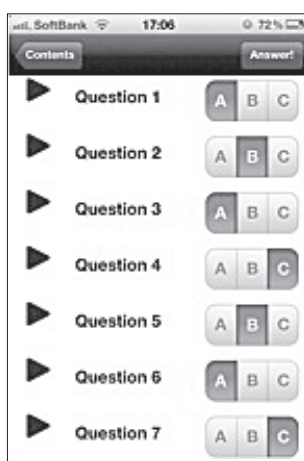 SoftBank 17:06 72%
Contents Answer!
Question 1 A B C
Question 2 A B C
Question 3 A B C
Question 4 A B C
Question 5 A B C
Question 6 A B C
Question 7 A B C